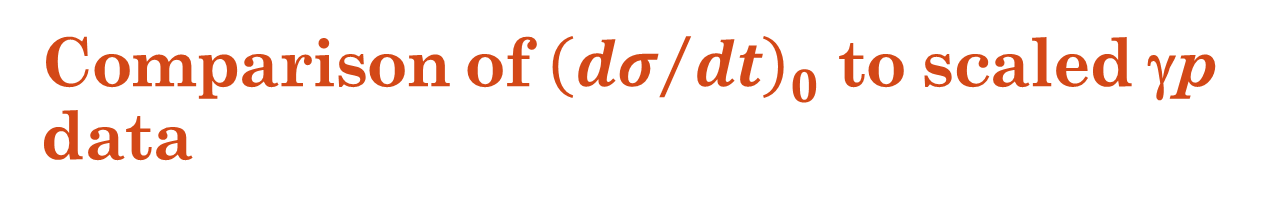 Comparison of (dσ/dt)₀ to scaled γp
data